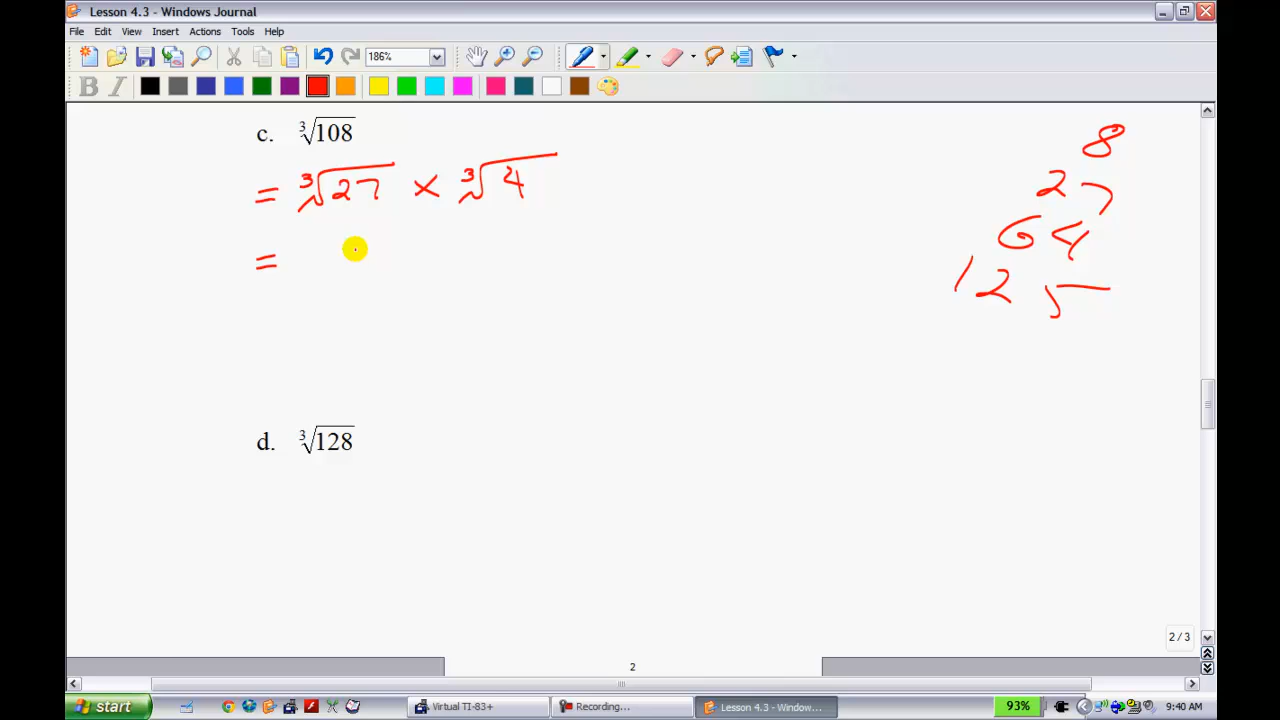 Lesson 4.3 - Windows Journal
File Edit View Insert Actions Tools Help
186%
B I
c. ∛108
= ∛27 × ∛4
=
8
27
64
125
d. ∛128
2 / 3
2
start
Virtual TI-83+
Recording...
Lesson 4.3 - Window...
93%
9:40 AM